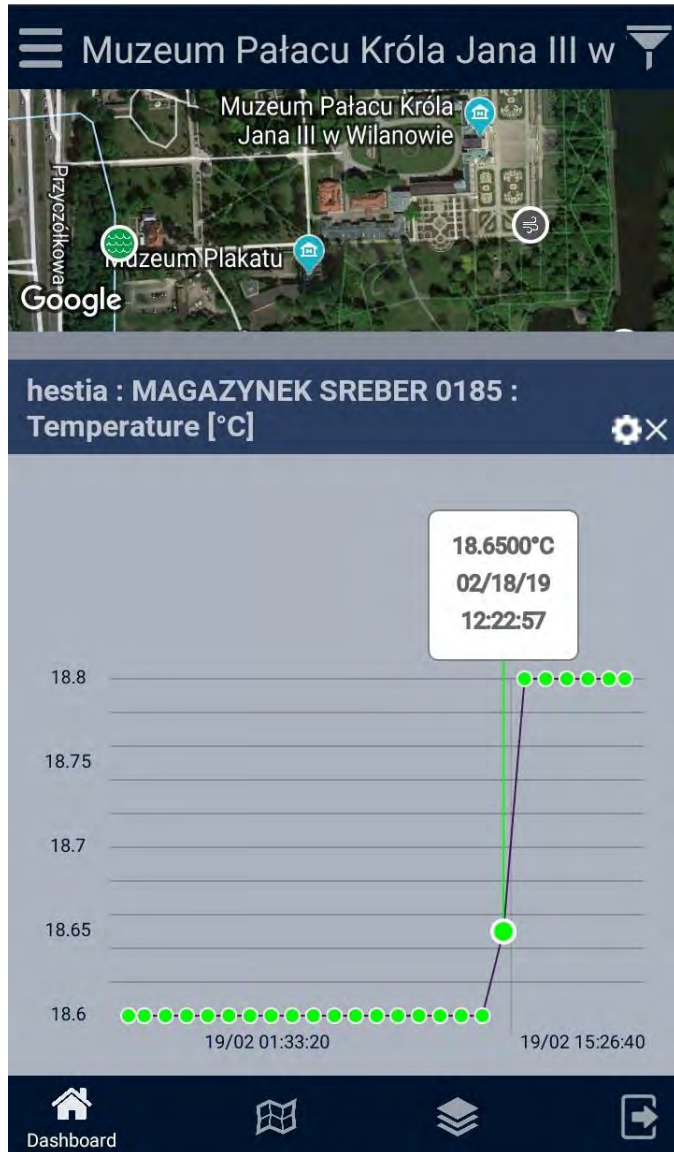 Muzeum Pałacu Króla Jana III w
Muzeum Pałacu Króla
Jana III w Wilanowie
Przyczółkowa
Muzeum Plakatu
Google
hestia : MAGAZYNEK SREBER 0185 :
Temperature [°C]
18.6500°C
02/18/19
12:22:57
18.8
18.75
18.7
18.65
18.6
19/02 01:33:20
19/02 15:26:40
Dashboard